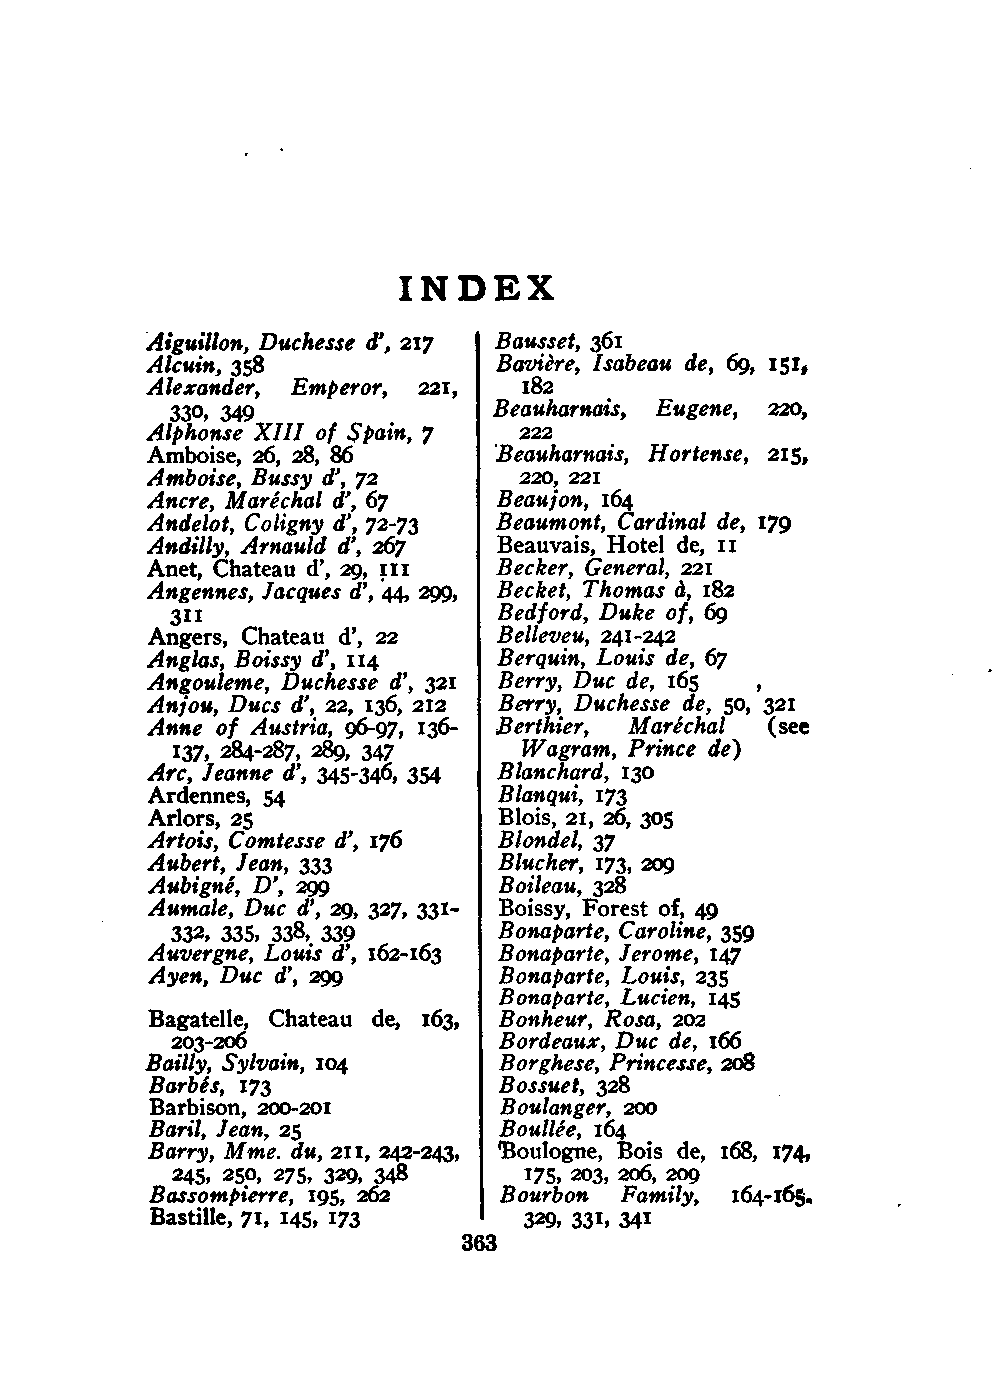 INDEX
Aiguillon, Duchesse d', 217
Alcuin, 358
Alexander, Emperor, 221,
330, 349
Alphonse XIII of Spain, 7
Amboise, 26, 28, 86
Amboise, Bussy d', 72
Ancre, Maréchal d', 67
Andelot, Coligny d', 72-73
Andilly, Arnauld d', 267
Anet, Chateau d', 29, 111
Angennes, Jacques d', 44, 299,
311
Angers, Chateau d', 22
Anglas, Boissy d', 114
Angouleme, Duchesse d', 321
Anjou, Ducs d', 22, 136, 212
Anne of Austria, 96-97, 136-
137, 284-287, 289, 347
Arc, Jeanne d', 345-346, 354
Ardennes, 54
Arlors, 25
Artois, Comtesse d', 176
Aubert, Jean, 333
Aubigné, D', 299
Aumale, Duc d', 29, 327, 331-
332, 335, 338, 339
Auvergne, Louis d', 162-163
Ayen, Duc d', 299
Bagatelle, Chateau de, 163,
203-206
Bailly, Sylvain, 104
Barbés, 173
Barbison, 200-201
Baril, Jean, 25
Barry, Mme. du, 211, 242-243,
245, 250, 275, 329, 348
Bassompierre, 195, 262
Bastille, 71, 145, 173
Bausset, 361
Bavière, Isabeau de, 69, 151,
182
Beauharnais, Eugene, 220,
222
Beauharnais, Hortense, 215,
220, 221
Beaujon, 164
Beaumont, Cardinal de, 179
Beauvais, Hotel de, 11
Becker, General, 221
Becket, Thomas à, 182
Bedford, Duke of, 69
Belleveu, 241-242
Berquin, Louis de, 67
Berry, Duc de, 165
Berry, Duchesse de, 50, 321
Berthier, Maréchal (see
Wagram, Prince de)
Blanchard, 130
Blanqui, 173
Blois, 21, 26, 305
Blondel, 37
Blucher, 173, 209
Boileau, 328
Boissy, Forest of, 49
Bonaparte, Caroline, 359
Bonaparte, Jerome, 147
Bonaparte, Louis, 235
Bonaparte, Lucien, 145
Bonheur, Rosa, 202
Bordeaux, Duc de, 166
Borghese, Princesse, 208
Bossuet, 328
Boulanger, 200
Boullée, 164
Boulogne, Bois de, 168, 174,
175, 203, 206, 209
Bourbon Family, 164-165,
329, 331, 341
363